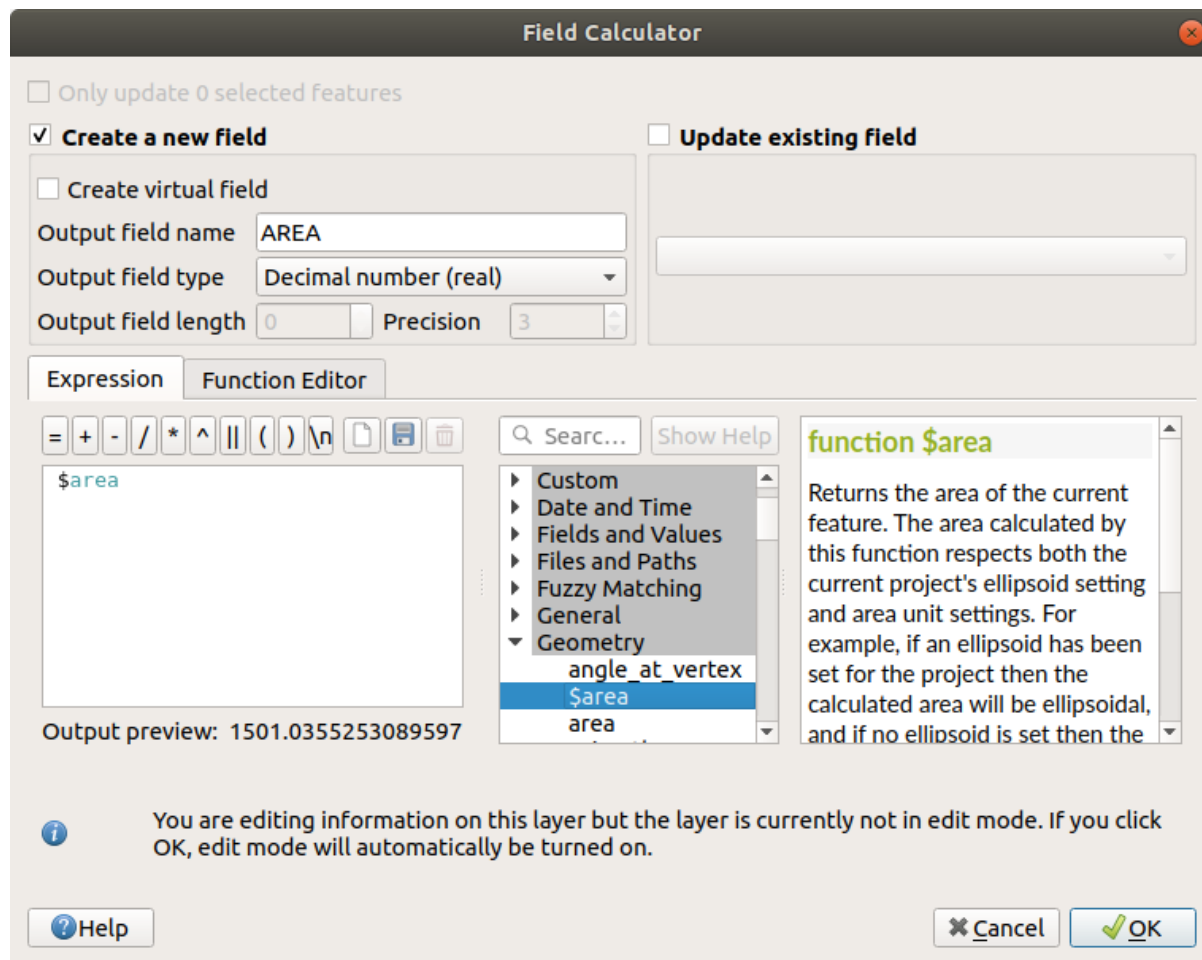 Field Calculator
Only update 0 selected features
Create a new field
Update existing field
Create virtual field
Output field name AREA
Output field type Decimal number (real)
Output field length 0 Precision 3
Expression Function Editor
= + - / * ^ || ( ) \n
Searc... Show Help
$area
Output preview: 1501.0355253089597
Custom
Date and Time
Fields and Values
Files and Paths
Fuzzy Matching
General
Geometry
angle_at_vertex
$area
area
function $area
Returns the area of the current
feature. The area calculated by
this function respects both the
current project's ellipsoid setting
and area unit settings. For
example, if an ellipsoid has been
set for the project then the
calculated area will be ellipsoidal,
and if no ellipsoid is set then the
You are editing information on this layer but the layer is currently not in edit mode. If you click
OK, edit mode will automatically be turned on.
Help
Cancel
OK